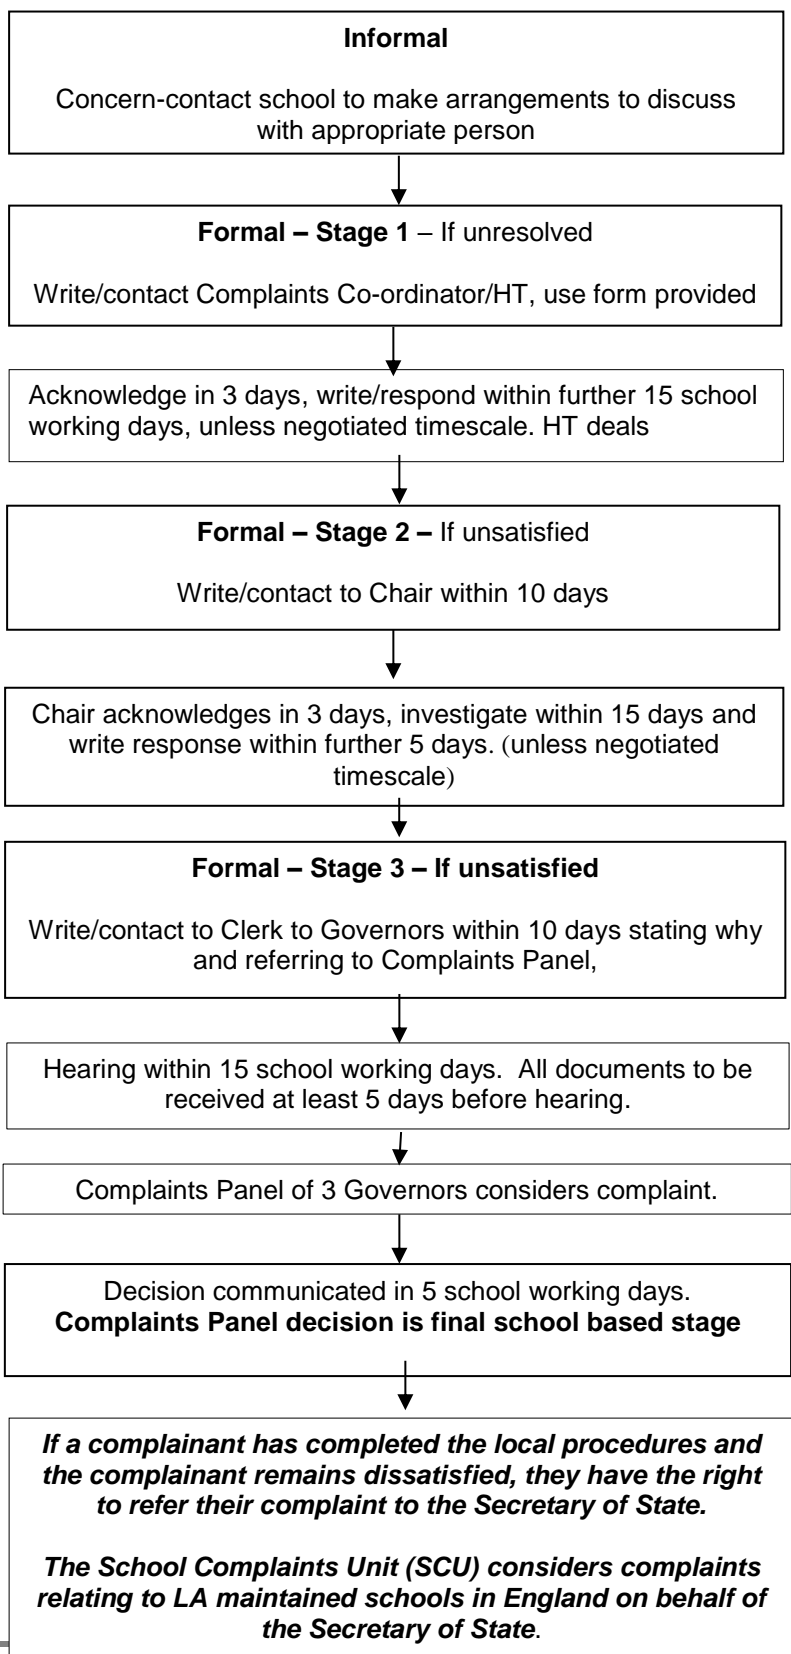 Informal
Concern-contact school to make arrangements to discuss
with appropriate person
Formal – Stage 1 – If unresolved
Write/contact Complaints Co-ordinator/HT, use form provided
Acknowledge in 3 days, write/respond within further 15 school
working days, unless negotiated timescale. HT deals
Formal – Stage 2 – If unsatisfied
Write/contact to Chair within 10 days
Chair acknowledges in 3 days, investigate within 15 days and
write response within further 5 days. (unless negotiated
timescale)
Formal – Stage 3 – If unsatisfied
Write/contact to Clerk to Governors within 10 days stating why
and referring to Complaints Panel,
Hearing within 15 school working days.  All documents to be
received at least 5 days before hearing.
Complaints Panel of 3 Governors considers complaint.
Decision communicated in 5 school working days.
Complaints Panel decision is final school based stage
If a complainant has completed the local procedures and
the complainant remains dissatisfied, they have the right
to refer their complaint to the Secretary of State.
The School Complaints Unit (SCU) considers complaints
relating to LA maintained schools in England on behalf of
the Secretary of State.